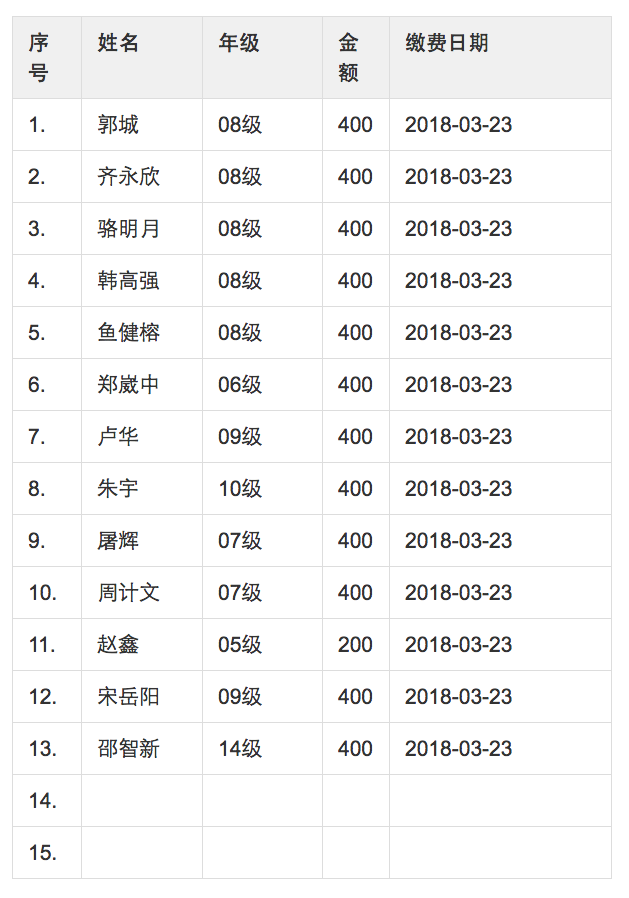 序号 姓名 年级 金额 缴费日期
1. 郭城 08级 400 2018-03-23
2. 齐永欣 08级 400 2018-03-23
3. 骆明月 08级 400 2018-03-23
4. 韩高强 08级 400 2018-03-23
5. 鱼健榕 08级 400 2018-03-23
6. 郑崴中 06级 400 2018-03-23
7. 卢华 09级 400 2018-03-23
8. 朱宇 10级 400 2018-03-23
9. 屠辉 07级 400 2018-03-23
10. 周计文 07级 400 2018-03-23
11. 赵鑫 05级 200 2018-03-23
12. 宋岳阳 09级 400 2018-03-23
13. 邵智新 14级 400 2018-03-23
14.
15.